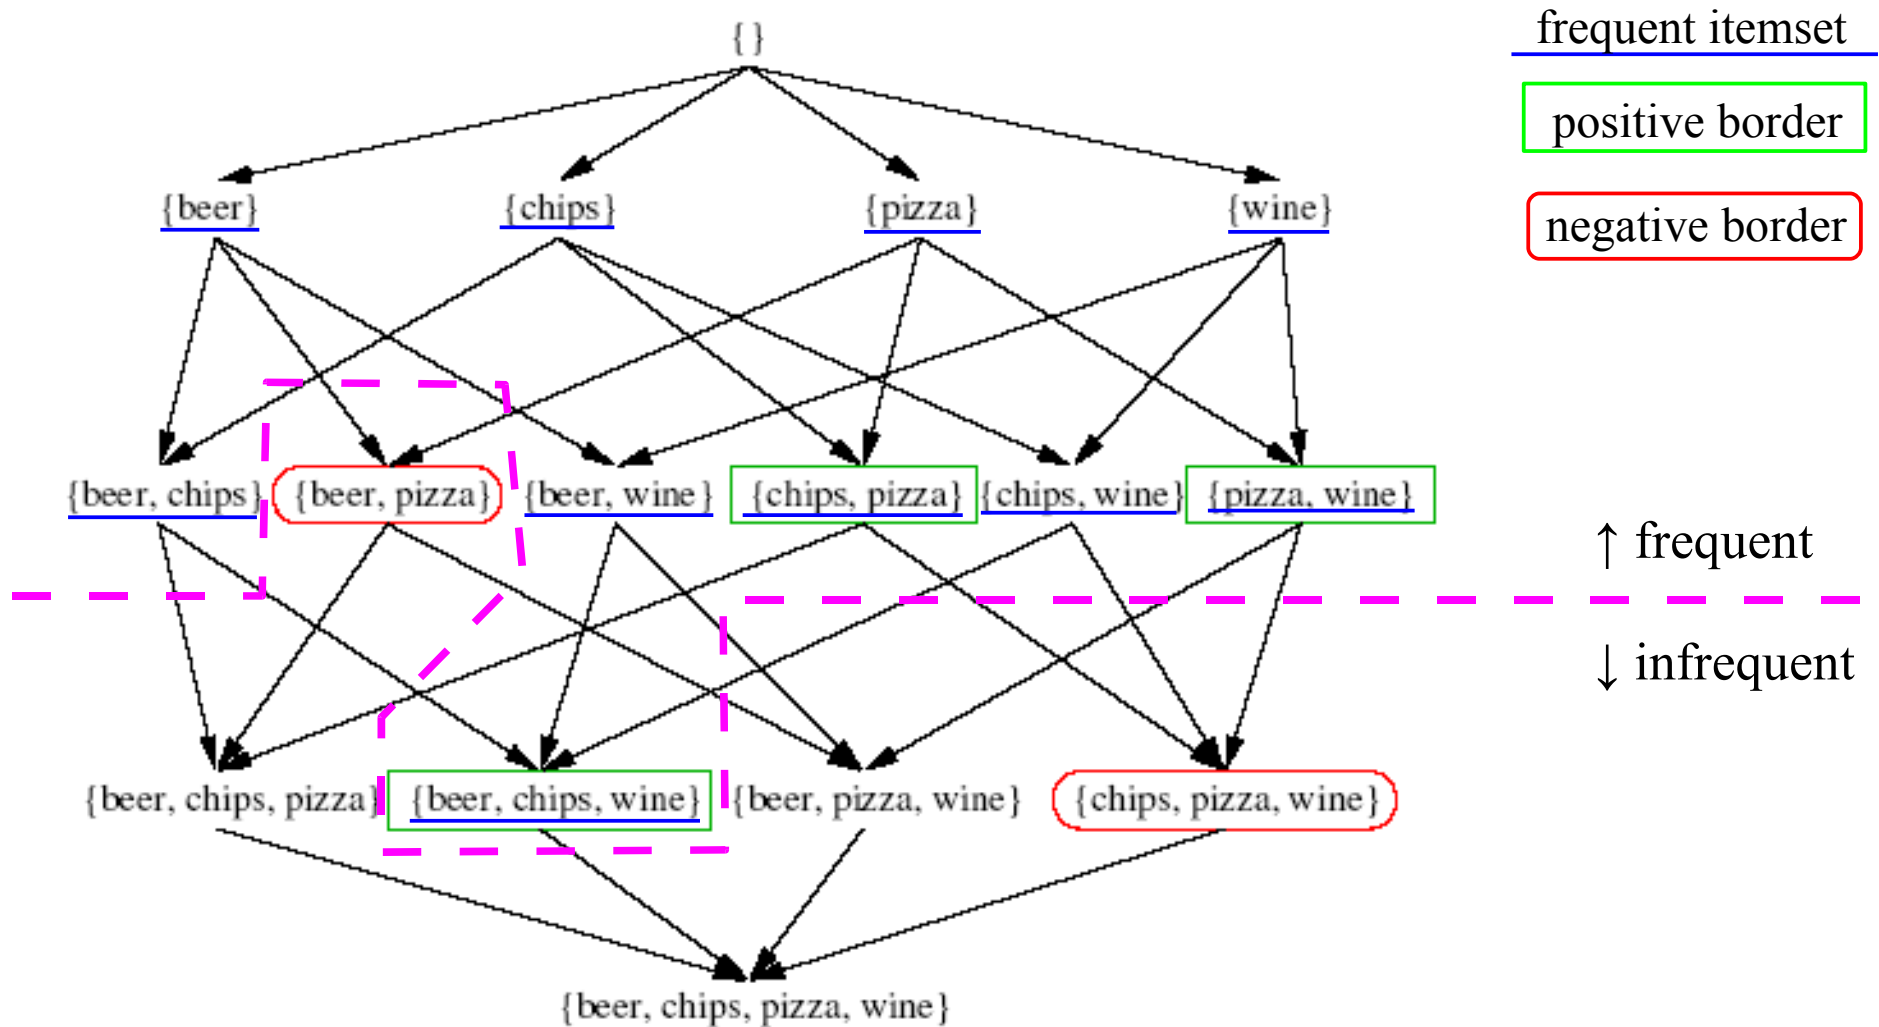 {}
frequent itemset
positive border
negative border
{beer} {chips} {pizza} {wine}
{beer, chips} {beer, pizza} {beer, wine} {chips, pizza} {chips, wine} {pizza, wine}
↑ frequent
↓ infrequent
{beer, chips, pizza} {beer, chips, wine} {beer, pizza, wine} {chips, pizza, wine}
{beer, chips, pizza, wine}